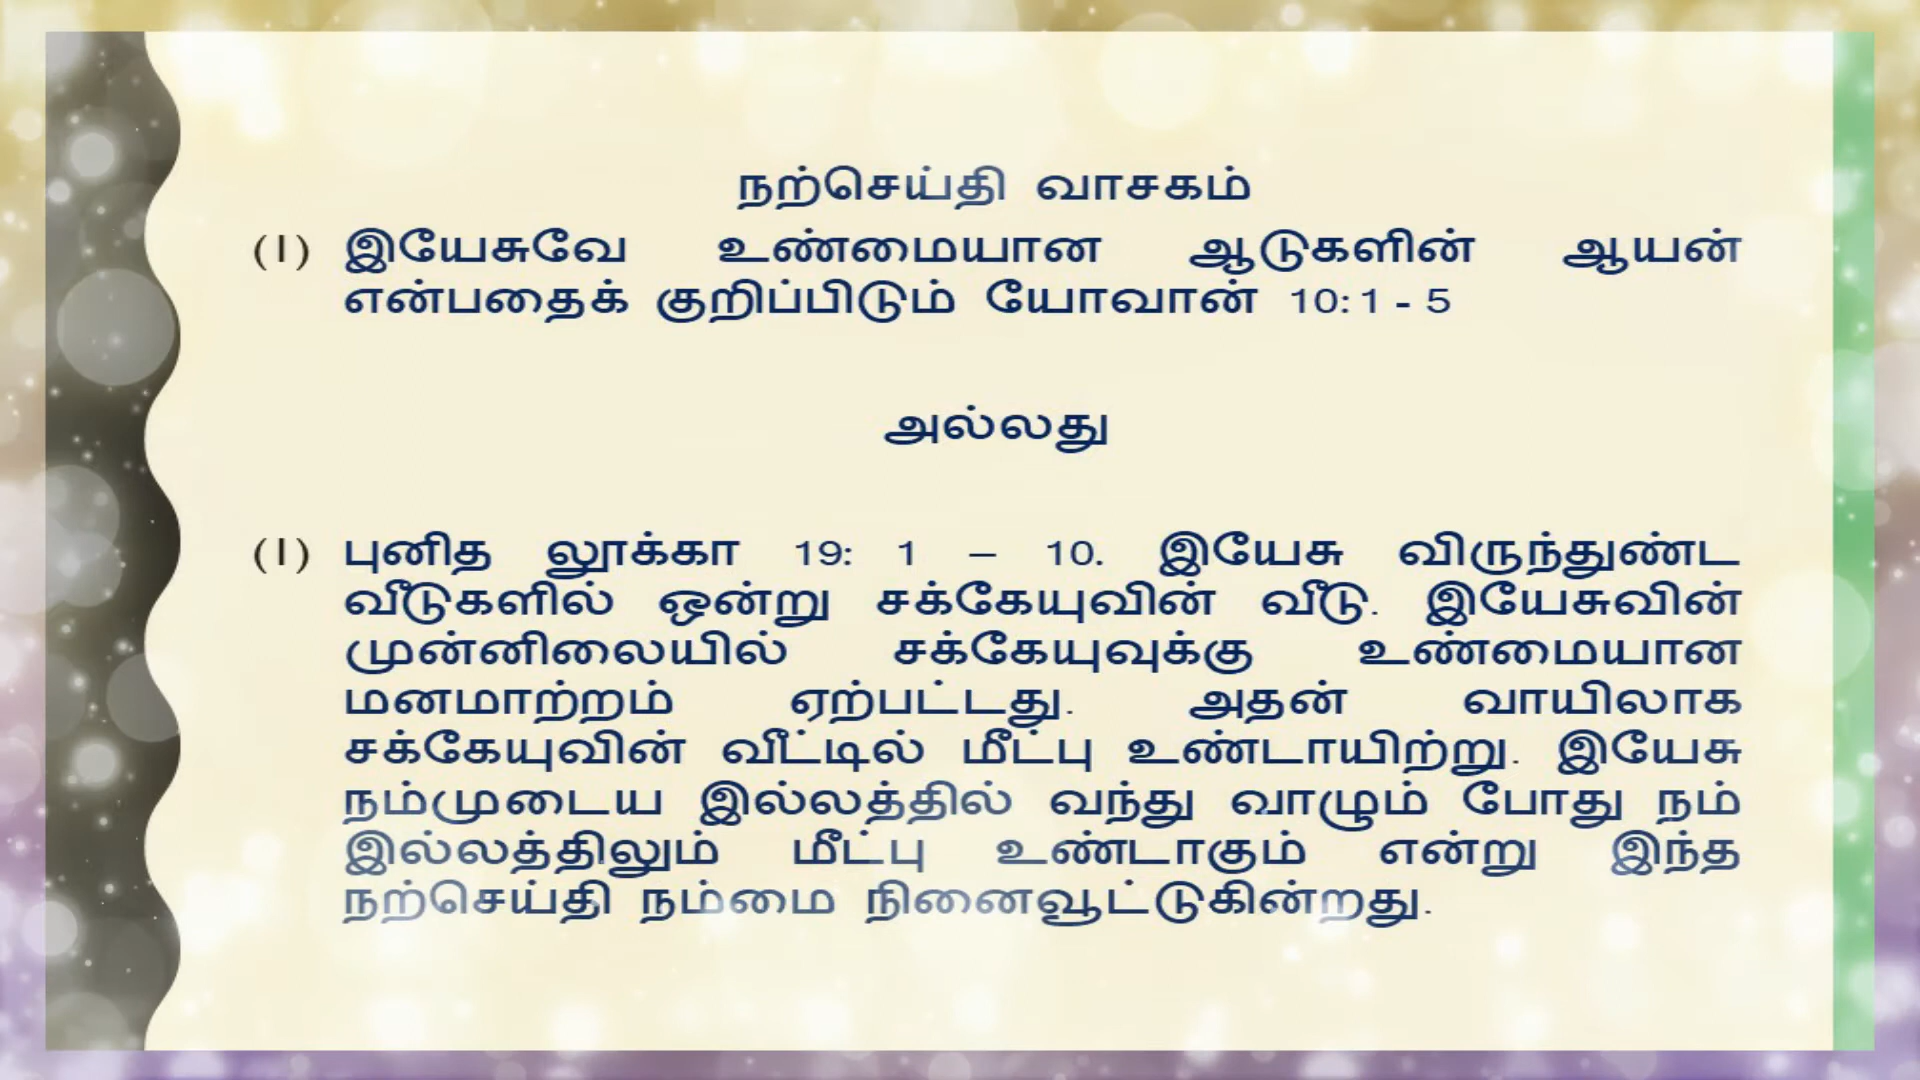 நற்செய்தி வாசகம்
(I) இயேசுவே உண்மையான ஆடுகளின் ஆயன்
என்பதைக் குறிப்பிடும் யோவான் 10: 1 - 5
அல்லது
(I) புனித லூக்கா 19: 1 – 10. இயேசு விருந்துண்ட
வீடுகளில் ஒன்று சக்கேயுவின் வீடு. இயேசுவின்
முன்னிலையில் சக்கேயுவுக்கு உண்மையான
மனமாற்றம் ஏற்பட்டது. அதன் வாயிலாக
சக்கேயுவின் வீட்டில் மீட்பு உண்டாயிற்று. இயேசு
நம்முடைய இல்லத்தில் வந்து வாழும் போது நம்
இல்லத்திலும் மீட்பு உண்டாகும் என்று இந்த
நற்செய்தி நம்மை நினைவூட்டுகின்றது.